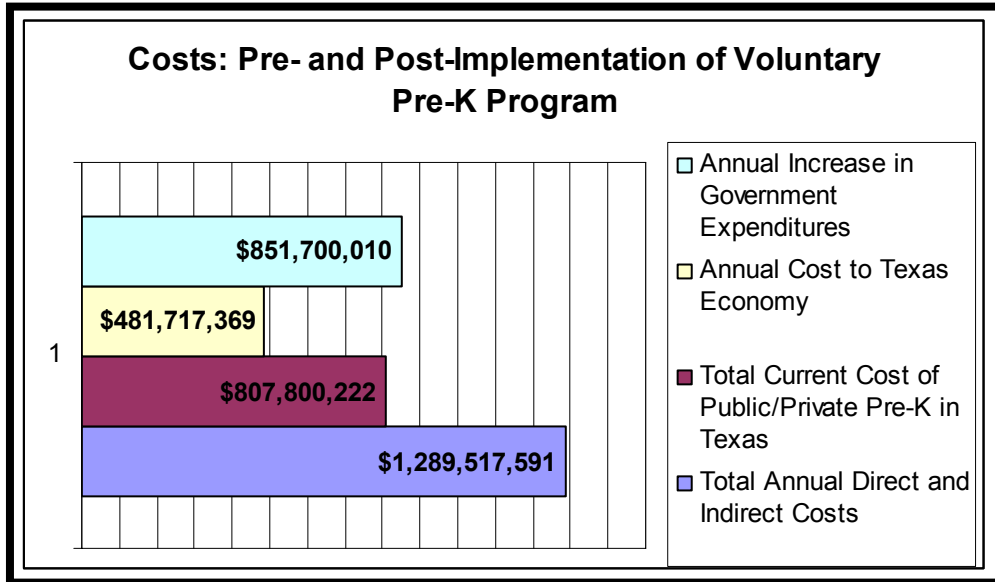 Costs: Pre- and Post-Implementation of Voluntary
Pre-K Program
$851,700,010
$481,717,369
1
$807,800,222
$1,289,517,591
Annual Increase in
Government
Expenditures
Annual Cost to Texas
Economy
Total Current Cost of
Public/Private Pre-K in
Texas
Total Annual Direct and
Indirect Costs